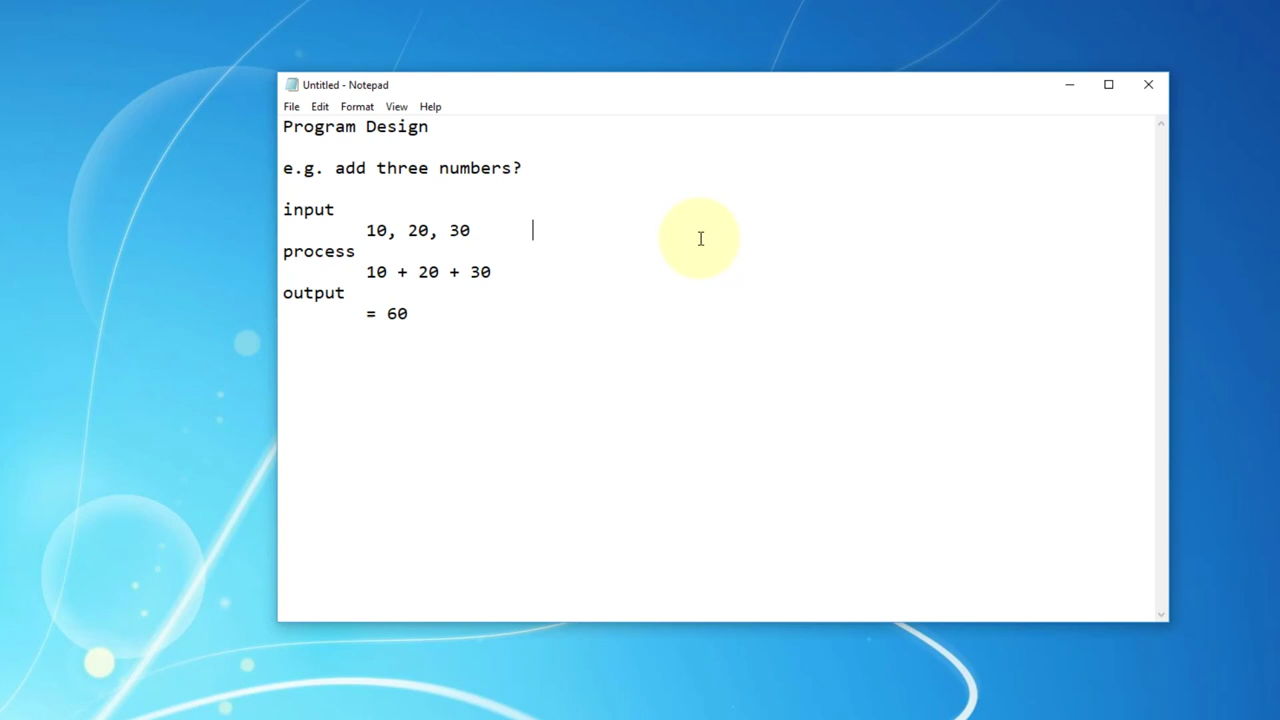 Untitled - Notepad
File Edit Format View Help
Program Design
e.g. add three numbers?
input
10, 20, 30
process
10 + 20 + 30
output
= 60